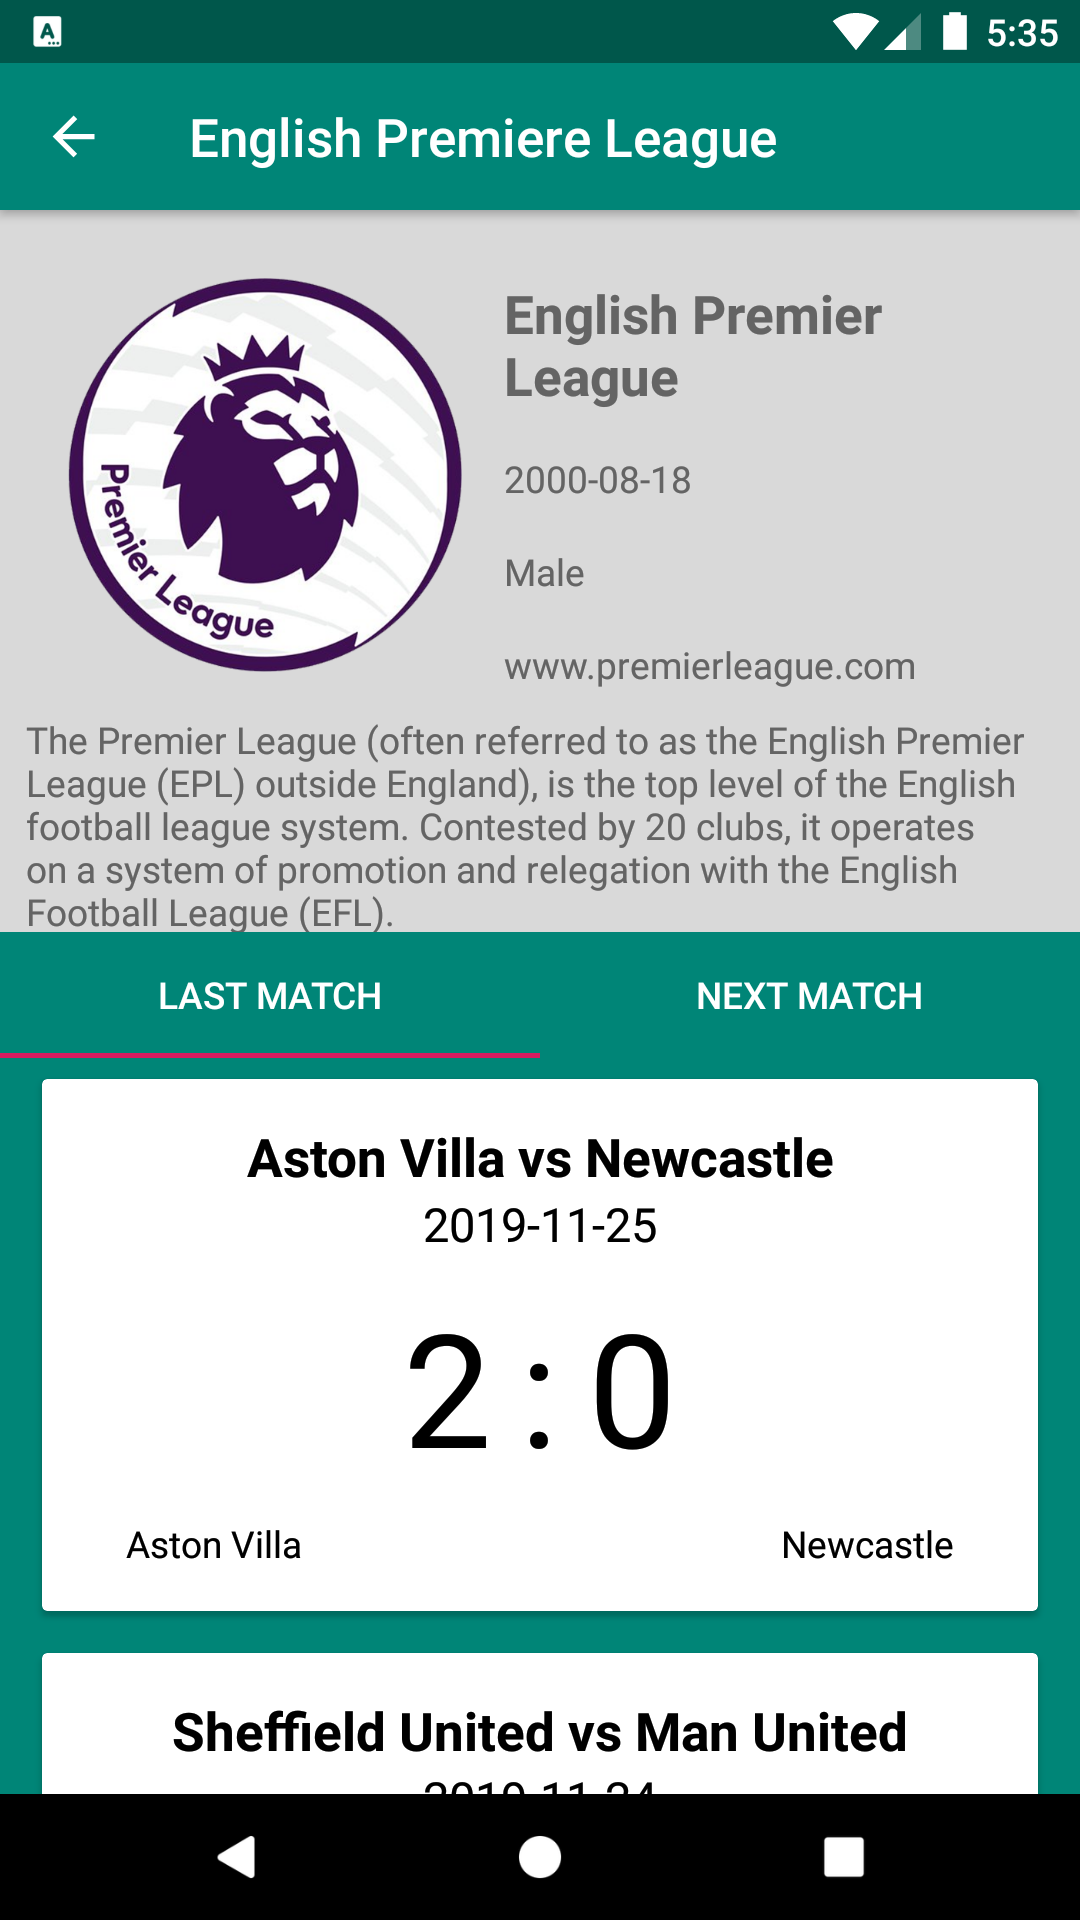 5:35
English Premiere League
Premier League
English Premier
League
2000-08-18
Male
www.premierleague.com
The Premier League (often referred to as the English Premier
League (EPL) outside England), is the top level of the English
football league system. Contested by 20 clubs, it operates
on a system of promotion and relegation with the English
Football League (EFL).
LAST MATCH
NEXT MATCH
Aston Villa vs Newcastle
2019-11-25
2 : 0
Aston Villa
Newcastle
Sheffield United vs Man United
2019-11-24